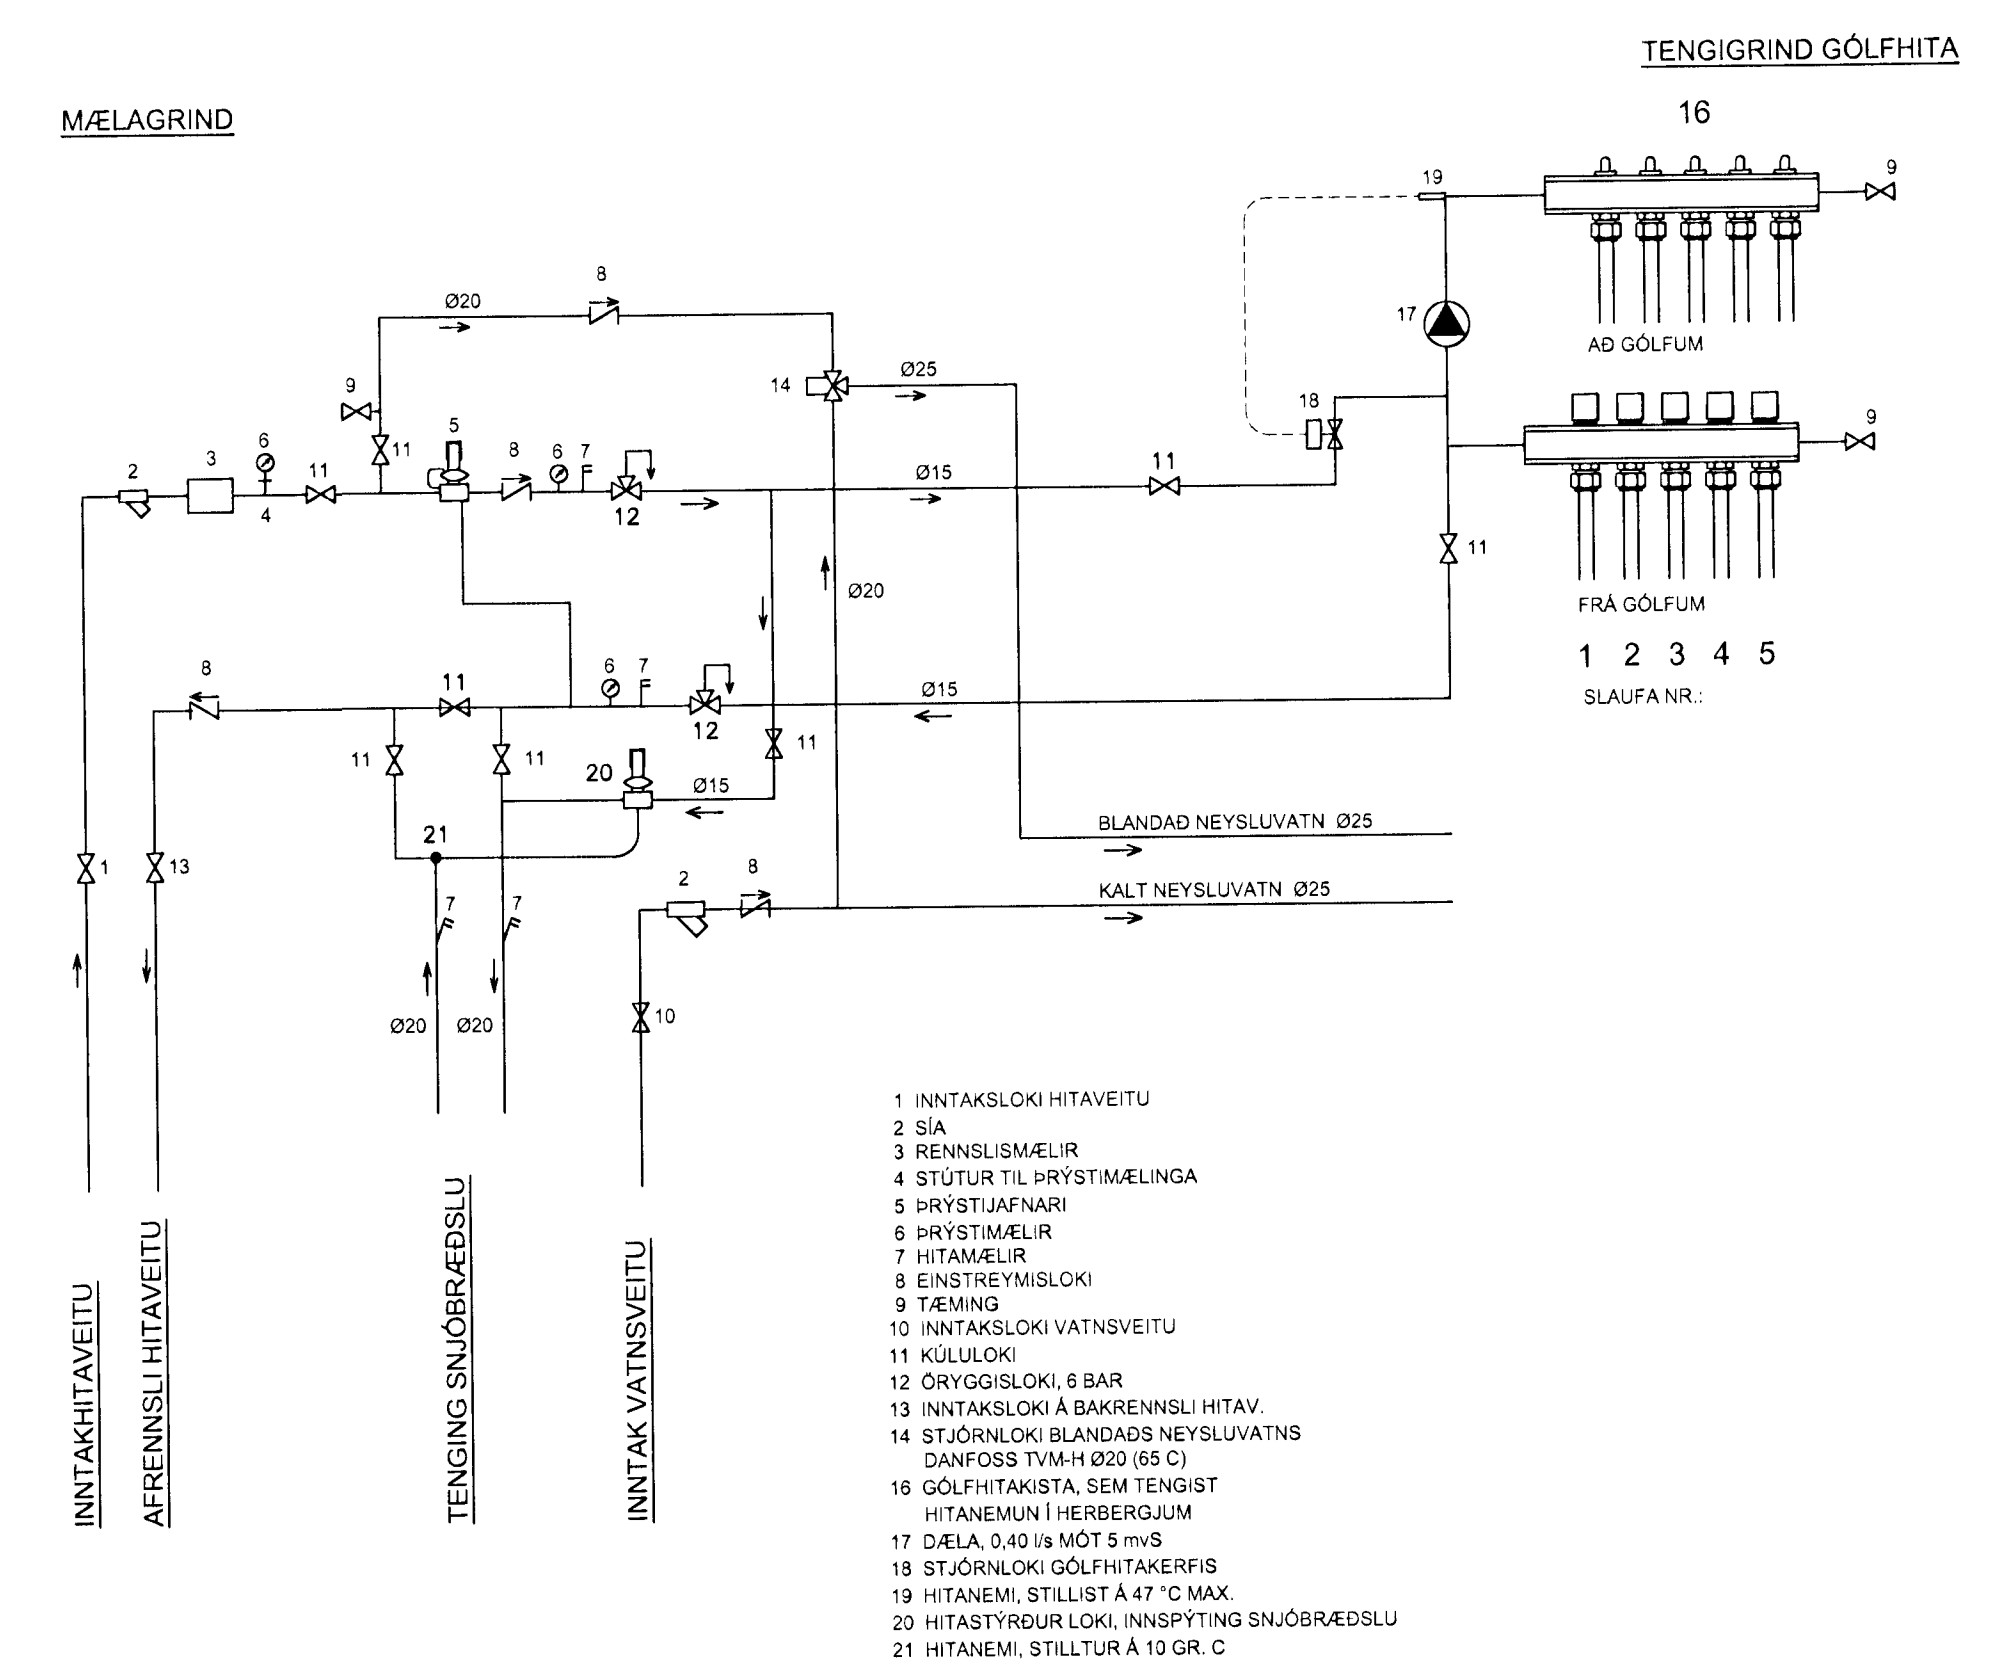 TENGIGRIND GÓLFHITA
MÆLAGRIND
16
19
9
8
Ø20
17
AÐ GÓLFUM
14
Ø25
9
18
9
5
11
8
6
7
6
3
2
11
4
12
Ø15
11
11
FRÁ GÓLFUM
Ø20
1 2 3 4 5
SLAUFA NR.:
8
11
6
7
12
Ø15
11
11
11
20
Ø15
21
BLANDAÐ NEYSLUVATN Ø25
1
13
2
8
KALT NEYSLUVATN Ø25
7
7
Ø20
Ø20
10
INNTAKHITAVEITU
AFRENNSLI HITAVEITU
TENGING SNJÓBRÆÐSLU
INNTAK VATNSVEITU
1 INNTAKSLOKI HITAVEITU
2 SÍA
3 RENNSLISMÆLIR
4 STÚTUR TIL ÞRÝSTIMÆLINGA
5 ÞRÝSTIJAFNARI
6 ÞRÝSTIMÆLIR
7 HITAMÆLIR
8 EINSTREYMISLOKI
9 TÆMING
10 INNTAKSLOKI VATNSVEITU
11 KÚLULOKI
12 ÖRYGGISLOKI, 6 BAR
13 INNTAKSLOKI Á BAKRENNSLI HITAV.
14 STJÓRNLOKI BLANDAÐS NEYSLUVATNS
DANFOSS TVM-H Ø20 (65 C)
16 GÓLFHITAKISTA, SEM TENGIST
HITANEMUN Í HERBERGJUM
17 DÆLA, 0,40 l/s MÓT 5 mvS
18 STJÓRNLOKI GÓLFHITAKERFIS
19 HITANEMI, STILLIST Á 47 °C MAX.
20 HITASTÝRÐUR LOKI, INNSPÝTING SNJÓBRÆÐSLU
21 HITANEMI, STILLTUR Á 10 GR. C